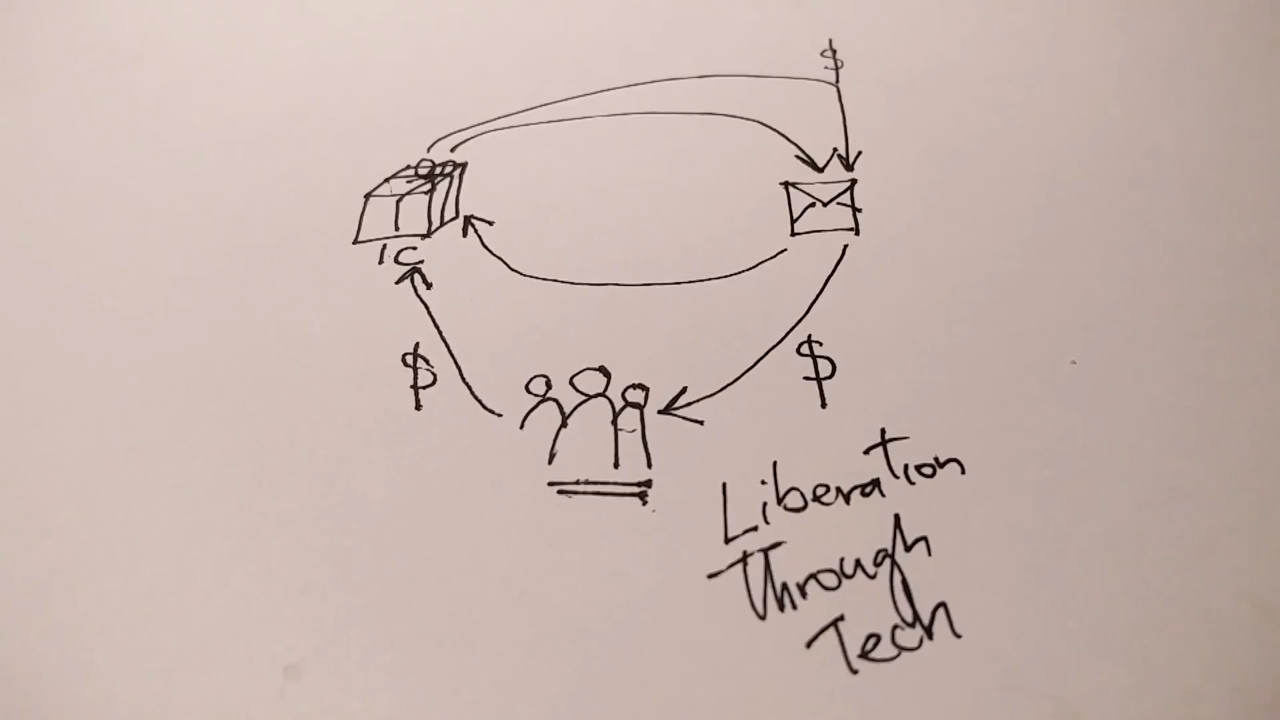 $
IC
$
$
Liberation
Through
Tech